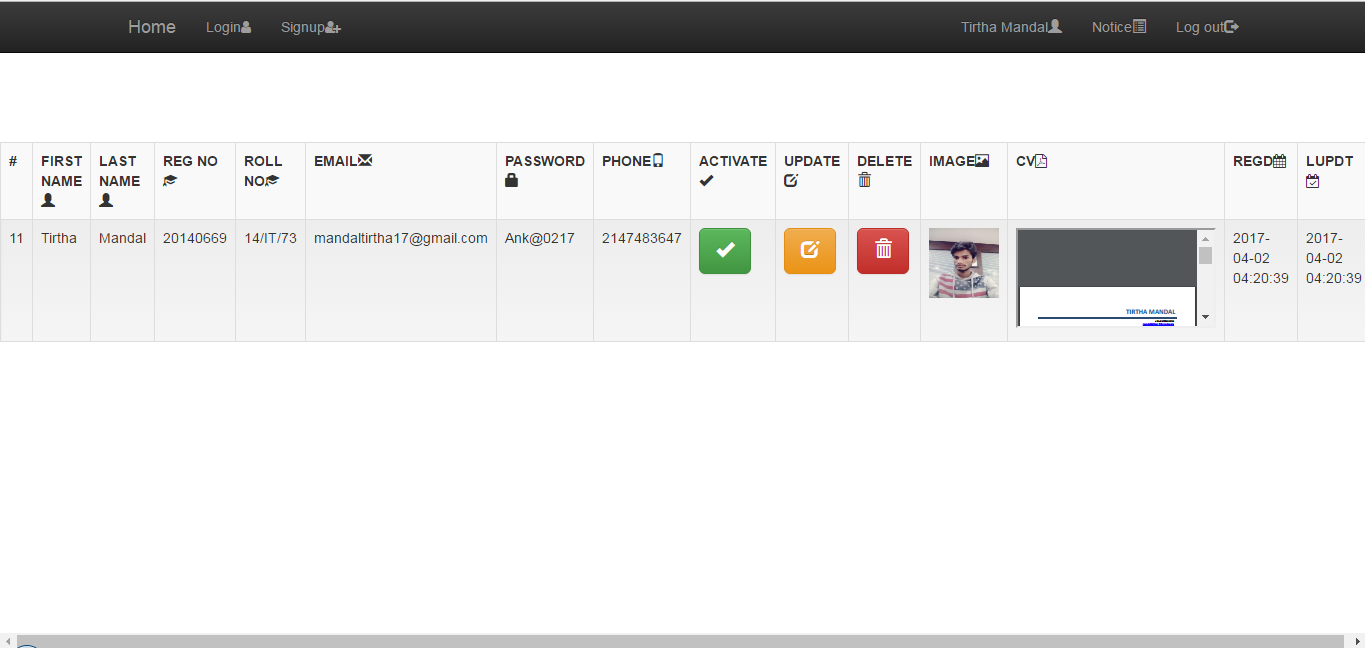 Home Login Signup Tirtha Mandal Notice Log out
# FIRST LAST REG NO ROLL EMAIL PASSWORD PHONE ACTIVATE UPDATE DELETE IMAGE CV REGD LUPDT
NAME NAME NO
11 Tirtha Mandal 20140669 14/IT/73 mandaltirtha17@gmail.com Ank@0217 2147483647 2017- 2017-
04-02 04-02
04:20:39 04:20:39
TIRTHA MANDAL